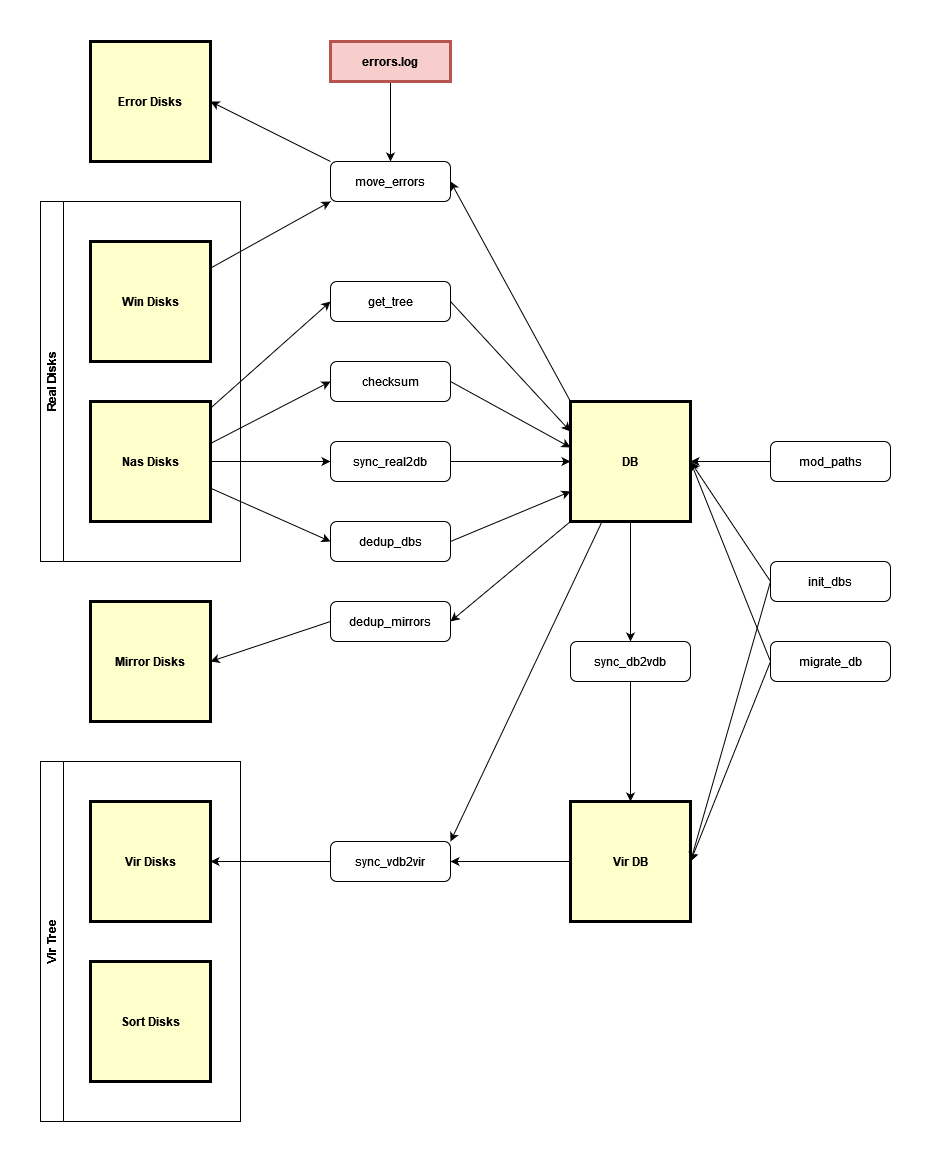 Error Disks
errors.log
move_errors
Real Disks
Win Disks
get_tree
checksum
Nas Disks
sync_real2db
DB
mod_paths
dedup_dbs
init_dbs
dedup_mirrors
Mirror Disks
sync_db2vdb
migrate_db
Vir Tree
Vir Disks
sync_vdb2vir
Vir DB
Sort Disks